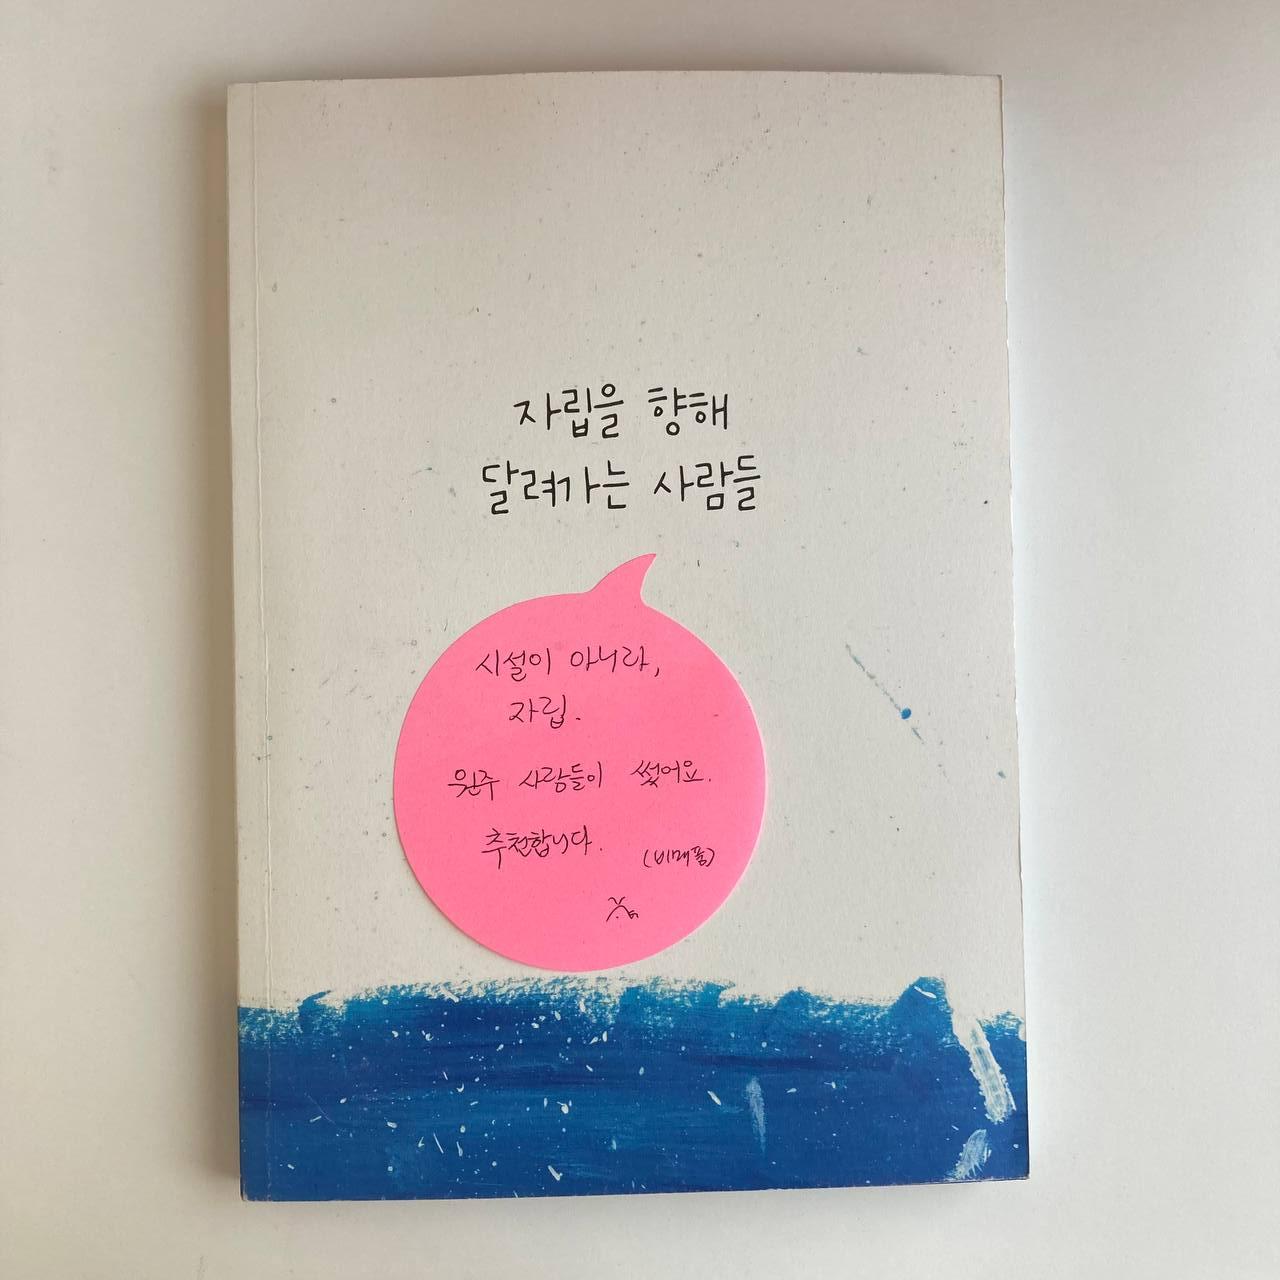 자립을 향해
달려가는 사람들
시설이 아니라,
자립.
원주 사람들이 썼어요.
추천합니다.
(비매품)